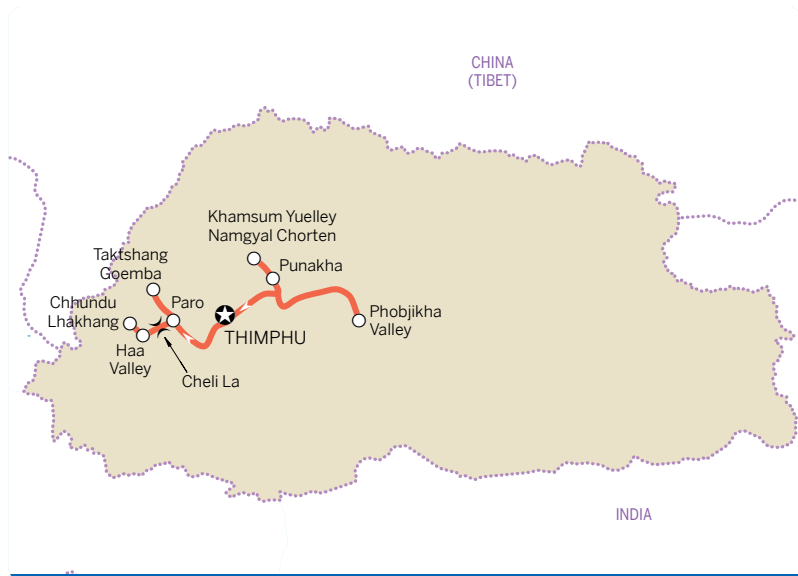 CHINA
(TIBET)
Khamsum Yuelley
Namgyal Chorten
Taktshang
Goemba
Punakha
Chhundu
Lhakhang
Paro
Phobjikha
Valley
THIMPHU
Haa
Valley
Cheli La
INDIA